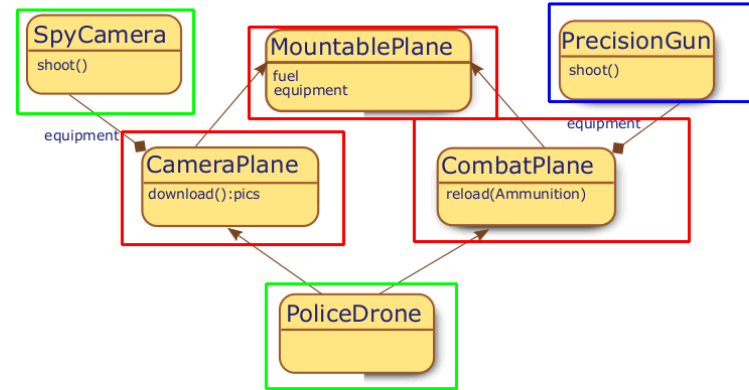 SpyCamera
shoot()
MountablePlane
fuel
equipment
PrecisionGun
shoot()
equipment
equipment
CameraPlane
download():pics
CombatPlane
reload(Ammunition)
PoliceDrone